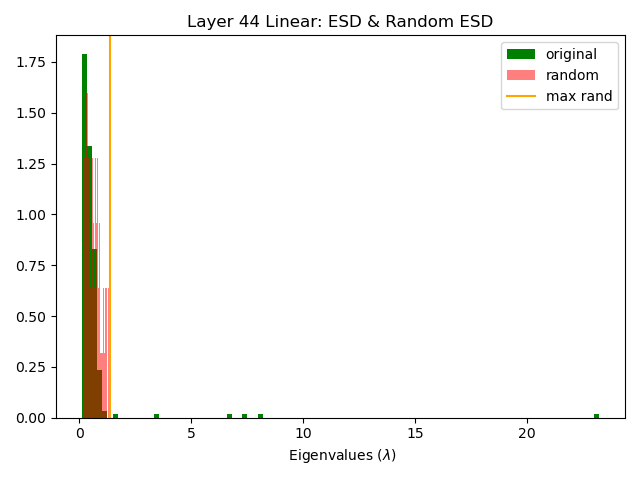 Layer 44 Linear: ESD & Random ESD
original
random
max rand
1.75
1.50
1.25
1.00
0.75
0.50
0.25
0.00
0
5
10
15
20
Eigenvalues (λ)